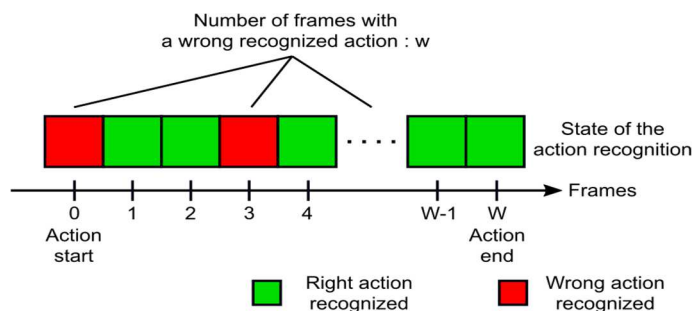 Number of frames with
a wrong recognized action : w
State of the
action recognition
Frames
0 1 2 3 4 W-1 W
Action
start
Action
end
Right action
recognized
Wrong action
recognized